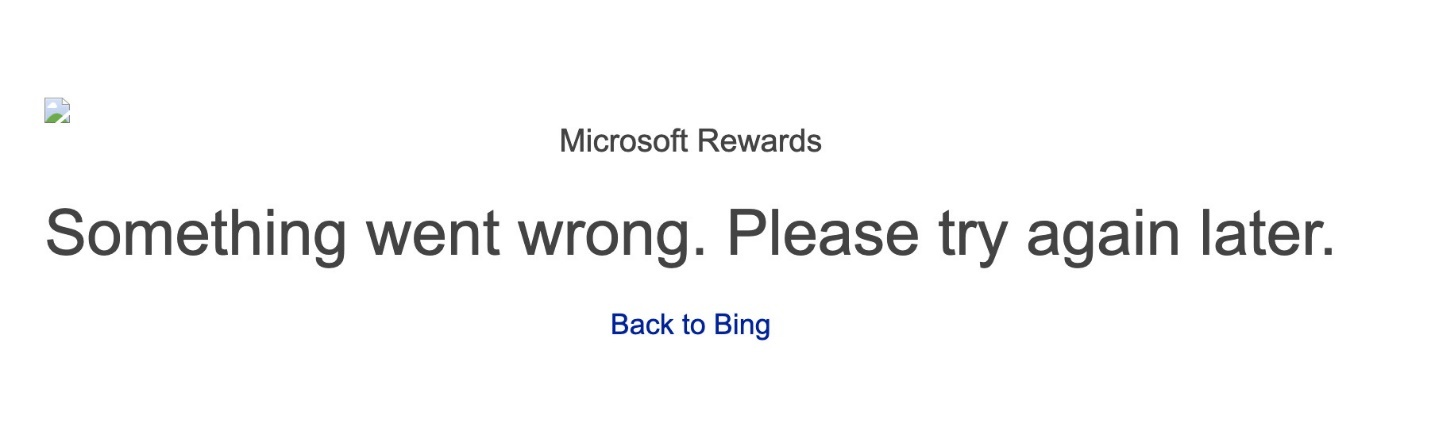 Microsoft Rewards
Something went wrong. Please try again later.
Back to Bing